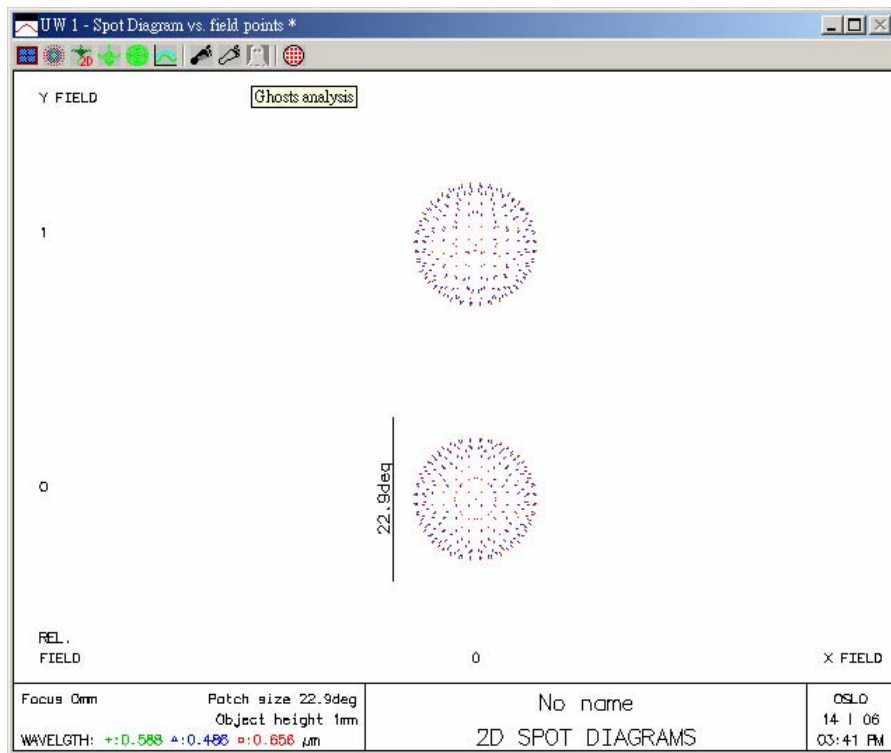 UW 1 - Spot Diagram vs. field points *
2D
Ghosts analysis
Y FIELD
1
0
22.9deg
REL.
FIELD
0
X FIELD
Focus 0mm
Patch size 22.9deg
Object height 1mm
WAVELGTH: +:0.588 ▵:0.486 ▫:0.656 µm
No name
2D SPOT DIAGRAMS
OSLO
14 | 06
03:41 PM